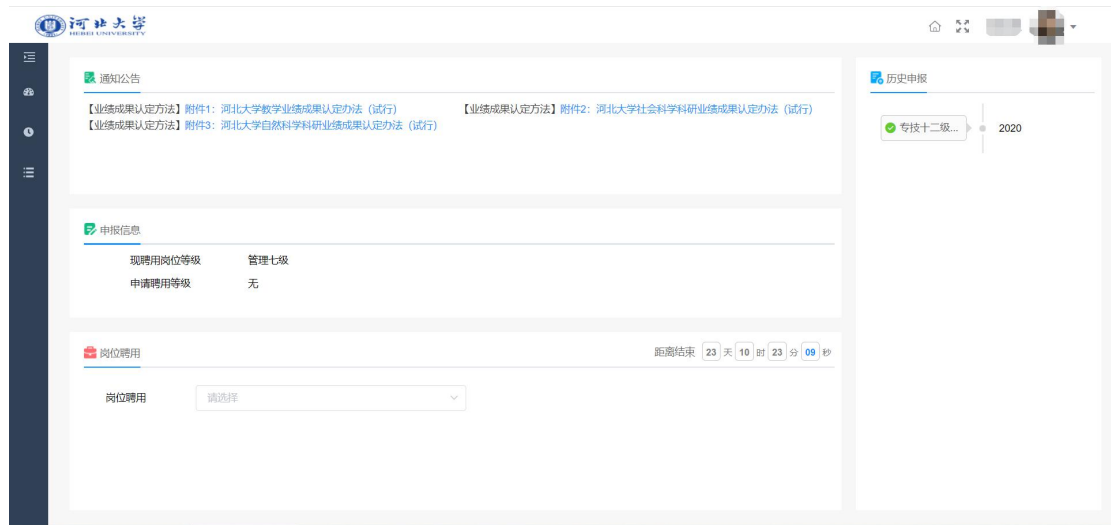 河北大学
HEBEI UNIVERSITY
通知公告
【业绩成果认定方法】附件1：河北大学教学业绩成果认定办法（试行）
【业绩成果认定方法】附件2：河北大学社会科学科研业绩成果认定办法（试行）
【业绩成果认定方法】附件3：河北大学自然科学科研业绩成果认定办法（试行）
申报信息
现聘用岗位等级 管理七级
申请聘用等级 无
岗位聘用
距离结束 23 天 10 时 23 分 09 秒
岗位聘用 请选择
历史申报
专技十二级... 2020